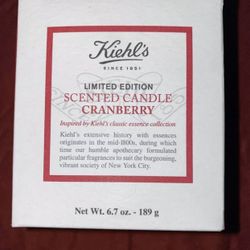 Kiehl's
SINCE 1851
LIMITED EDITION
SCENTED CANDLE
CRANBERRY
Inspired by Kiehl's classic essence collection
Kiehl's extensive history with essences
originates in the mid-1800s, during which
time our humble apothecary formulated
particular fragrances to suit the burgeoning,
vibrant society of New York City.
Net Wt. 6.7 oz. - 189 g